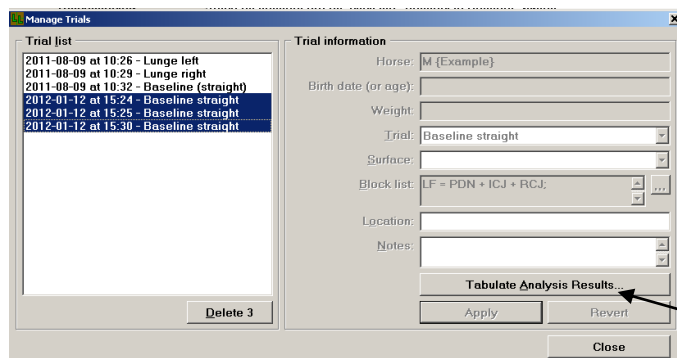 Manage Trials
Trial list
2011-08-09 at 10:26 - Lunge left
2011-08-09 at 10:29 - Lunge right
2011-08-09 at 10:32 - Baseline (straight)
2012-01-12 at 15:24 - Baseline straight
2012-01-12 at 15:25 - Baseline straight
2012-01-12 at 15:30 - Baseline straight
Delete 3
Trial information
Horse: M {Example}
Birth date (or age):
Weight:
Trial: Baseline straight
Surface:
Block list: LF = PDN + ICJ + RCJ; ...
Location:
Notes:
Tabulate Analysis Results...
Apply Revert
Close